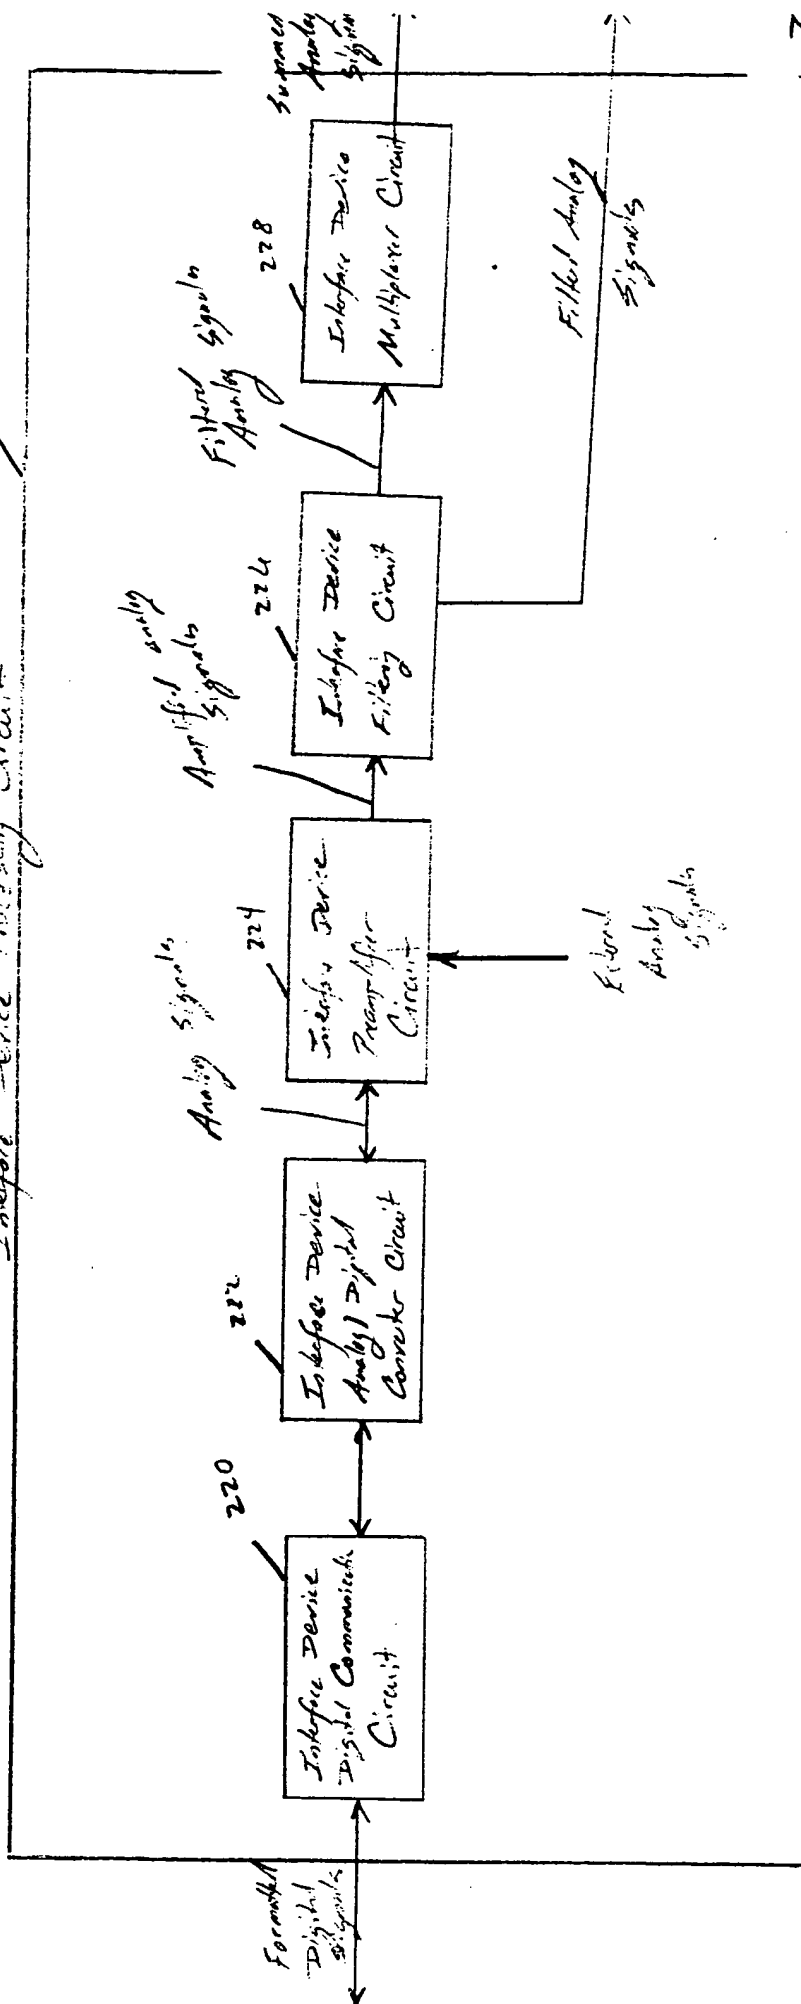 Interface Device Processing Circuit
Formatted
Digital
Signals
220
Interface Device
Digital Communication
Circuit
222
Interface Device
Analog/Digital
Converter Circuit
Analog Signals
224
Interface Device
Preamplifier
Circuit
External
Analog
Signals
Amplified Analog
Signals
226
Interface Device
Filtering Circuit
Filtered Signals
Analog
228
Interface Device
Multiplexer Circuit
Summed
Analog
Signal
Filtered Analog
Signals